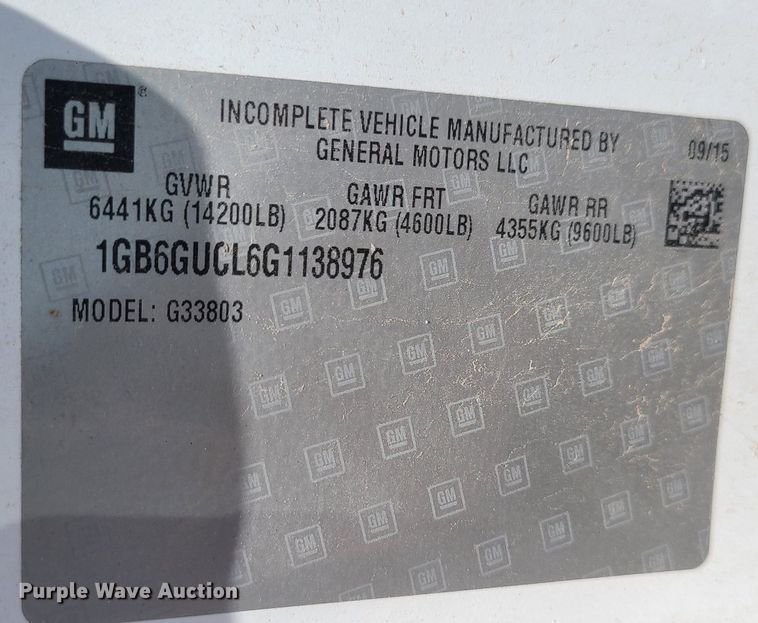 GM ®
INCOMPLETE VEHICLE MANUFACTURED BY
GENERAL MOTORS LLC
09/15
GVWR
6441KG (14200LB)
GAWR FRT
2087KG (4600LB)
GAWR RR
4355KG (9600LB)
1GB6GUCL6G1138976
MODEL: G33803
Purple Wave Auction